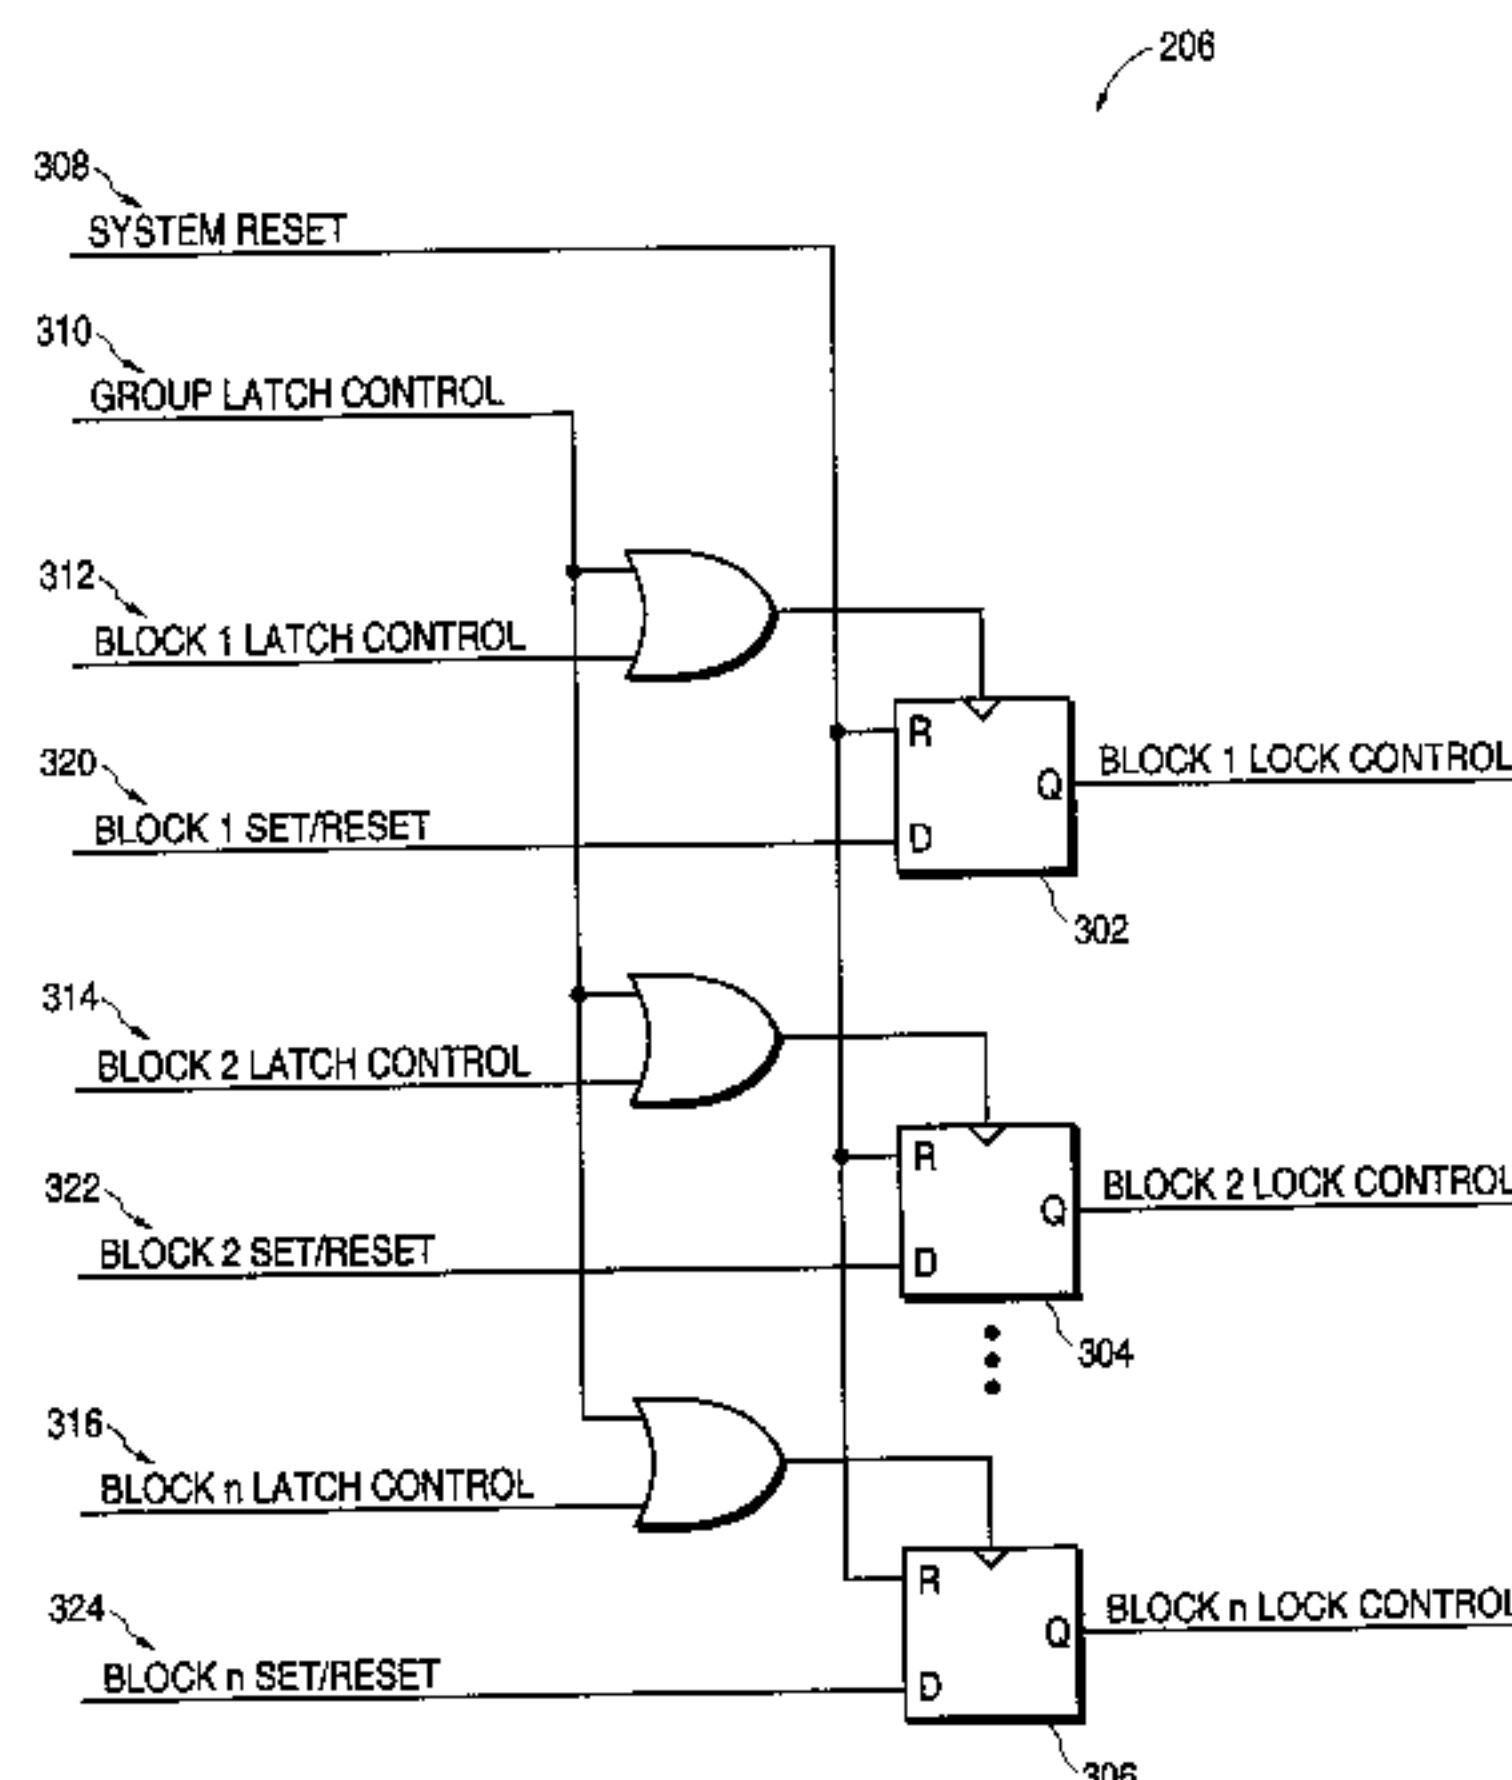 206
308
SYSTEM RESET
310
GROUP LATCH CONTROL
312
BLOCK 1 LATCH CONTROL
R
Q
BLOCK 1 LOCK CONTROL
320
BLOCK 1 SET/RESET
D
302
314
BLOCK 2 LATCH CONTROL
R
Q
BLOCK 2 LOCK CONTROL
322
BLOCK 2 SET/RESET
D
304
316
BLOCK n LATCH CONTROL
R
Q
BLOCK n LOCK CONTROL
324
BLOCK n SET/RESET
D
306